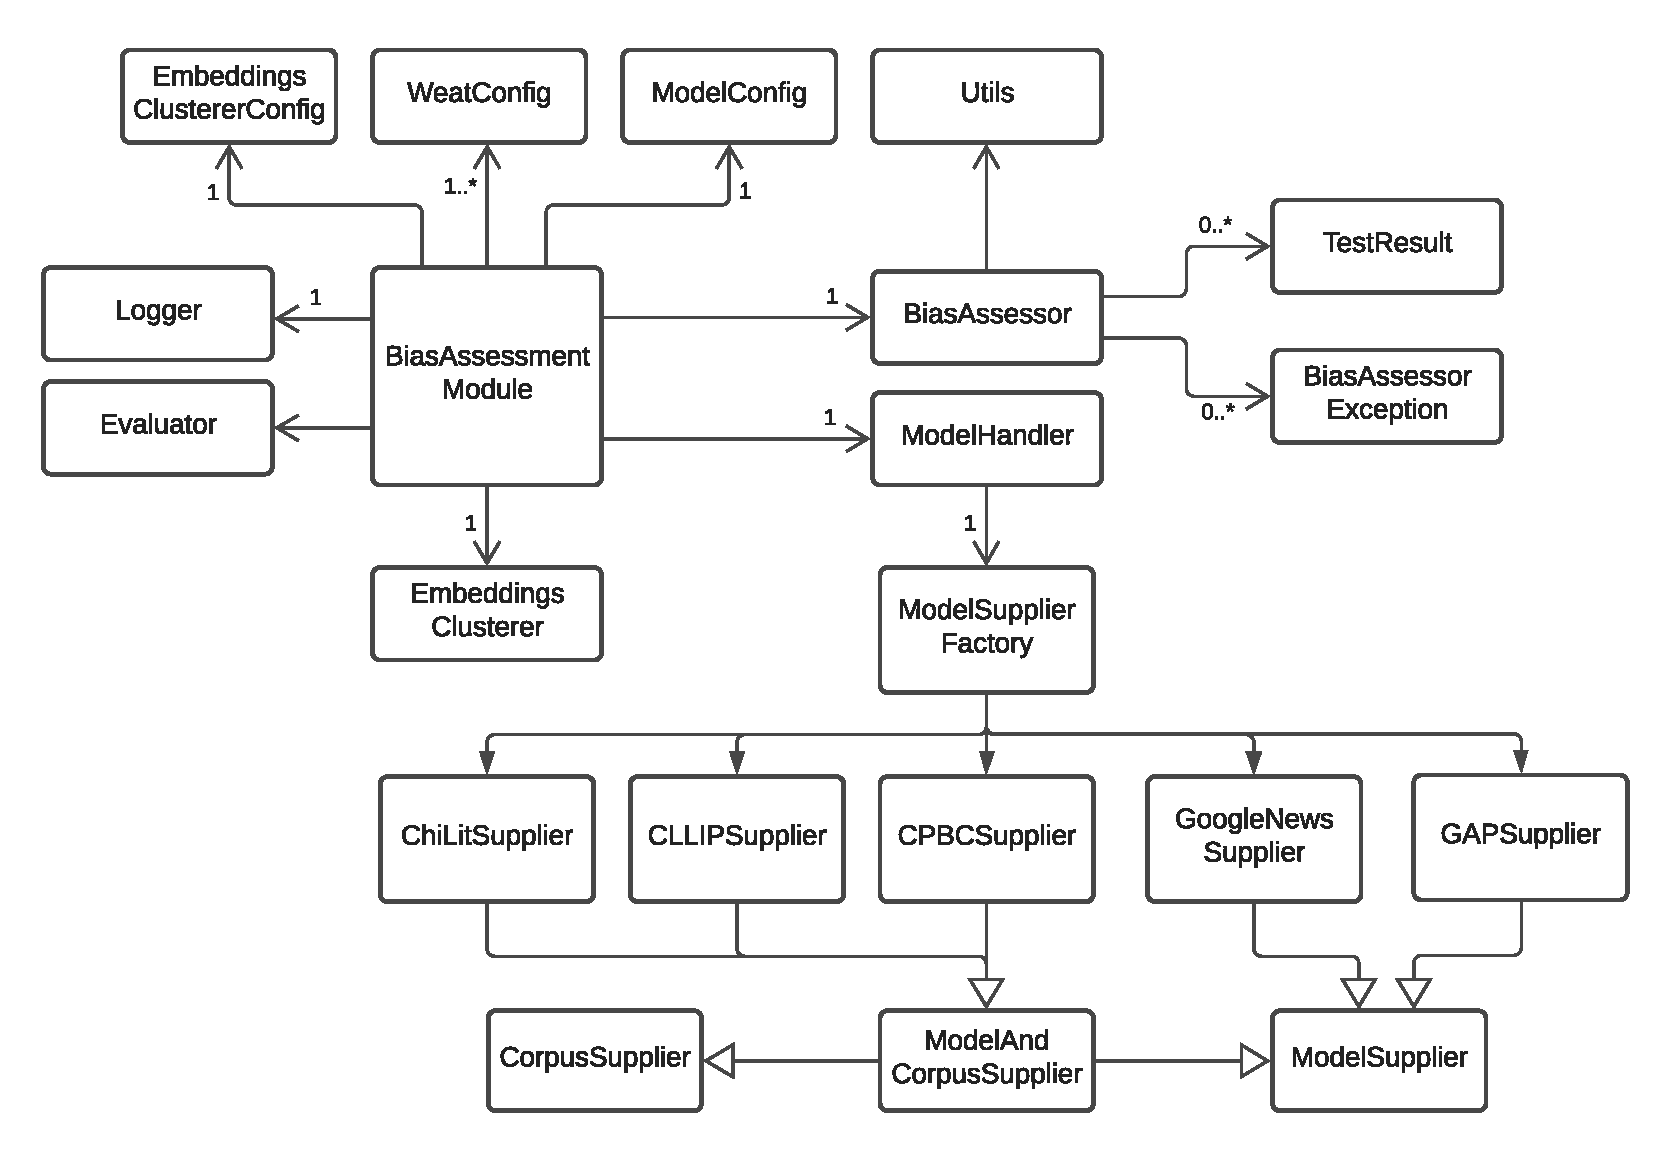 Embeddings
ClustererConfig
WeatConfig
ModelConfig
Utils
1
1..*
1
0..*
TestResult
Logger
1
BiasAssessment
Module
1
BiasAssessor
BiasAssessor
Exception
0..*
Evaluator
1
ModelHandler
1
Embeddings
Clusterer
1
ModelSupplier
Factory
ChiLitSupplier
CLLIPSupplier
CPBCSupplier
GoogleNews
Supplier
GAPSupplier
CorpusSupplier
ModelAnd
CorpusSupplier
ModelSupplier